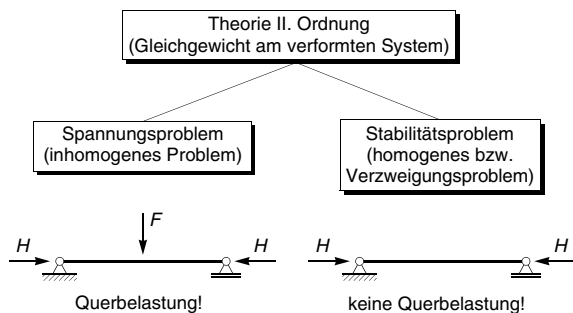 Theorie II. Ordnung
(Gleichgewicht am verformten System)
Spannungsproblem
(inhomogenes Problem)
Stabilitätsproblem
(homogenes bzw.
Verzweigungsproblem)
F
H
H
H
H
Querbelastung!
keine Querbelastung!